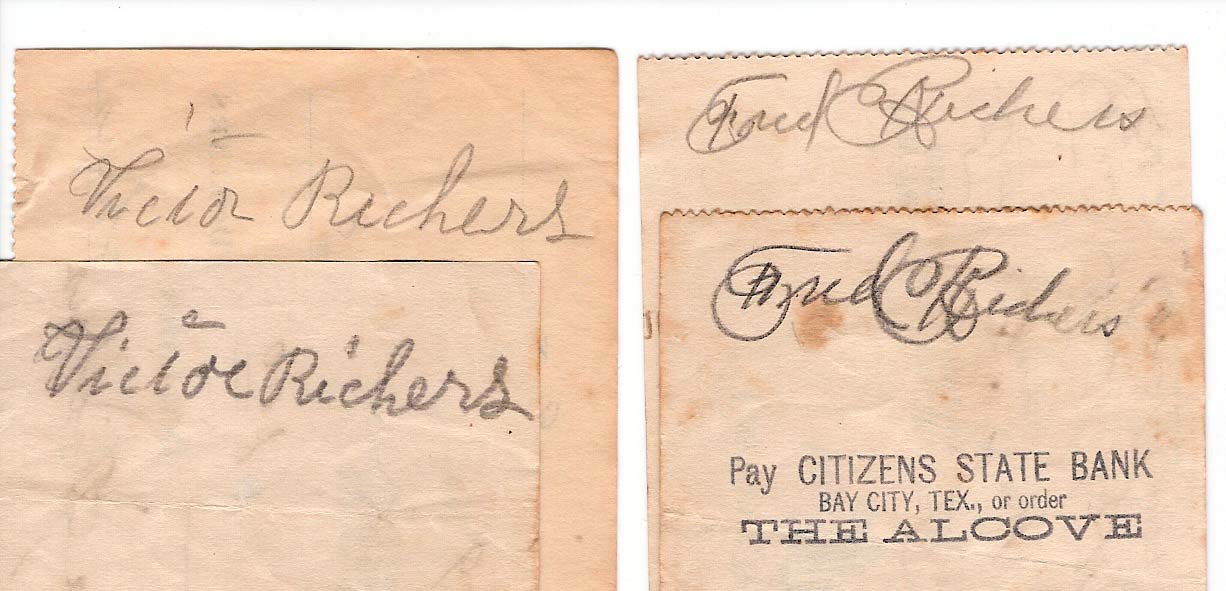 Victor Richers
Victor Richers
Fred Richers
Fred Richers
Pay CITIZENS STATE BANK
BAY CITY, TEX., or order
THE ALCOVE